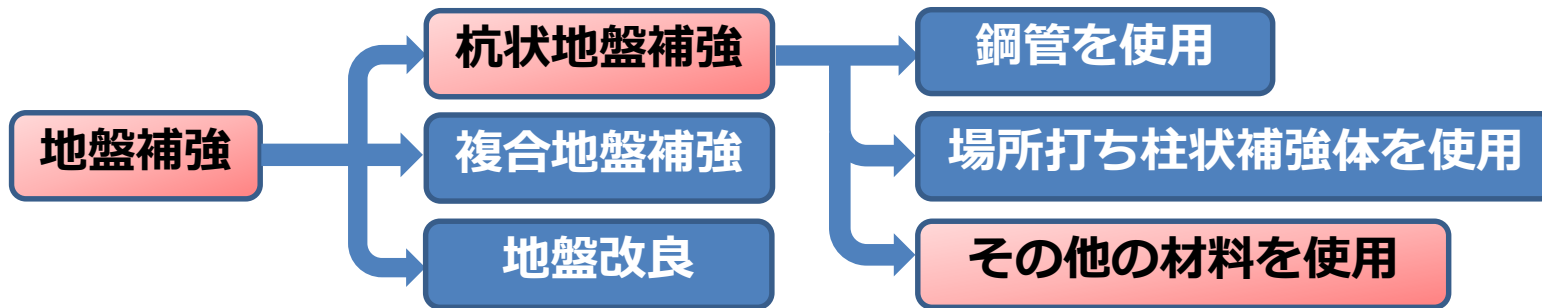 地盤補強
杭状地盤補強
複合地盤補強
地盤改良
鋼管を使用
場所打ち柱状補強体を使用
その他の材料を使用